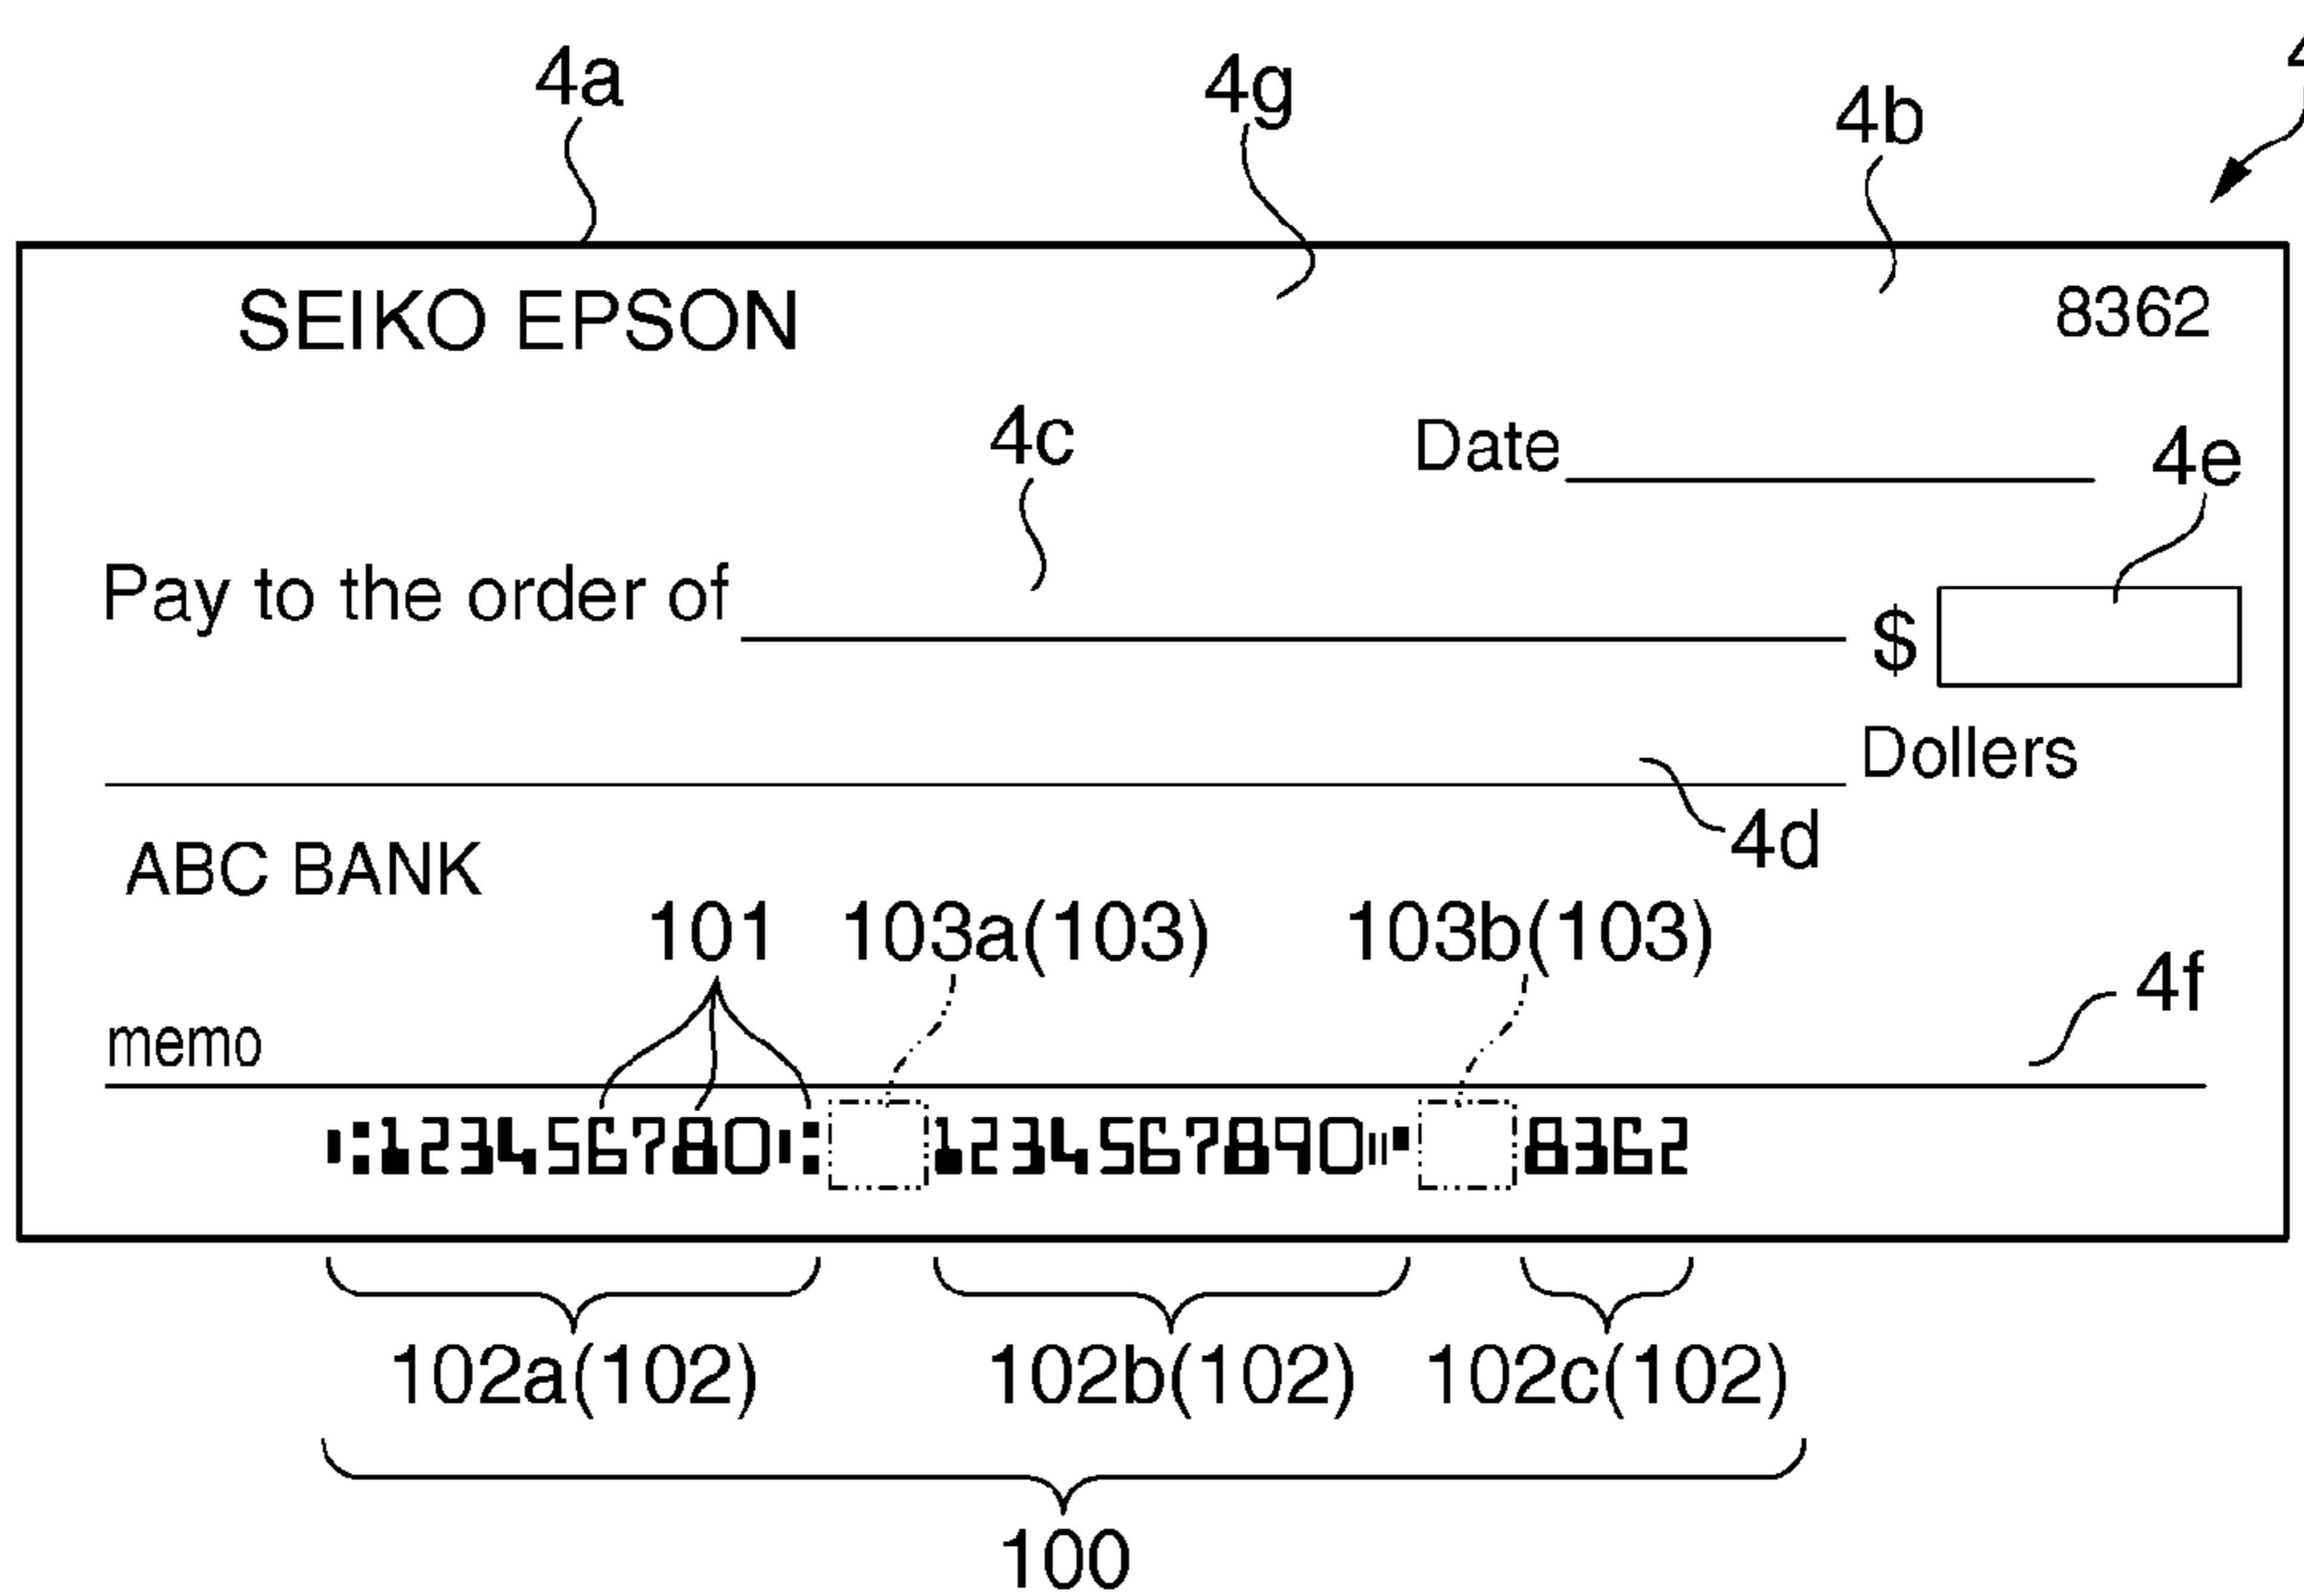 4a 4g 4b 4
SEIKO EPSON 8362
4c Date 4e
Pay to the order of $
Dollers
4d
ABC BANK
101 103a(103) 103b(103) 4f
memo
⑆123456780⑆ 1234567890⑈ 8362
102a(102) 102b(102) 102c(102)
100